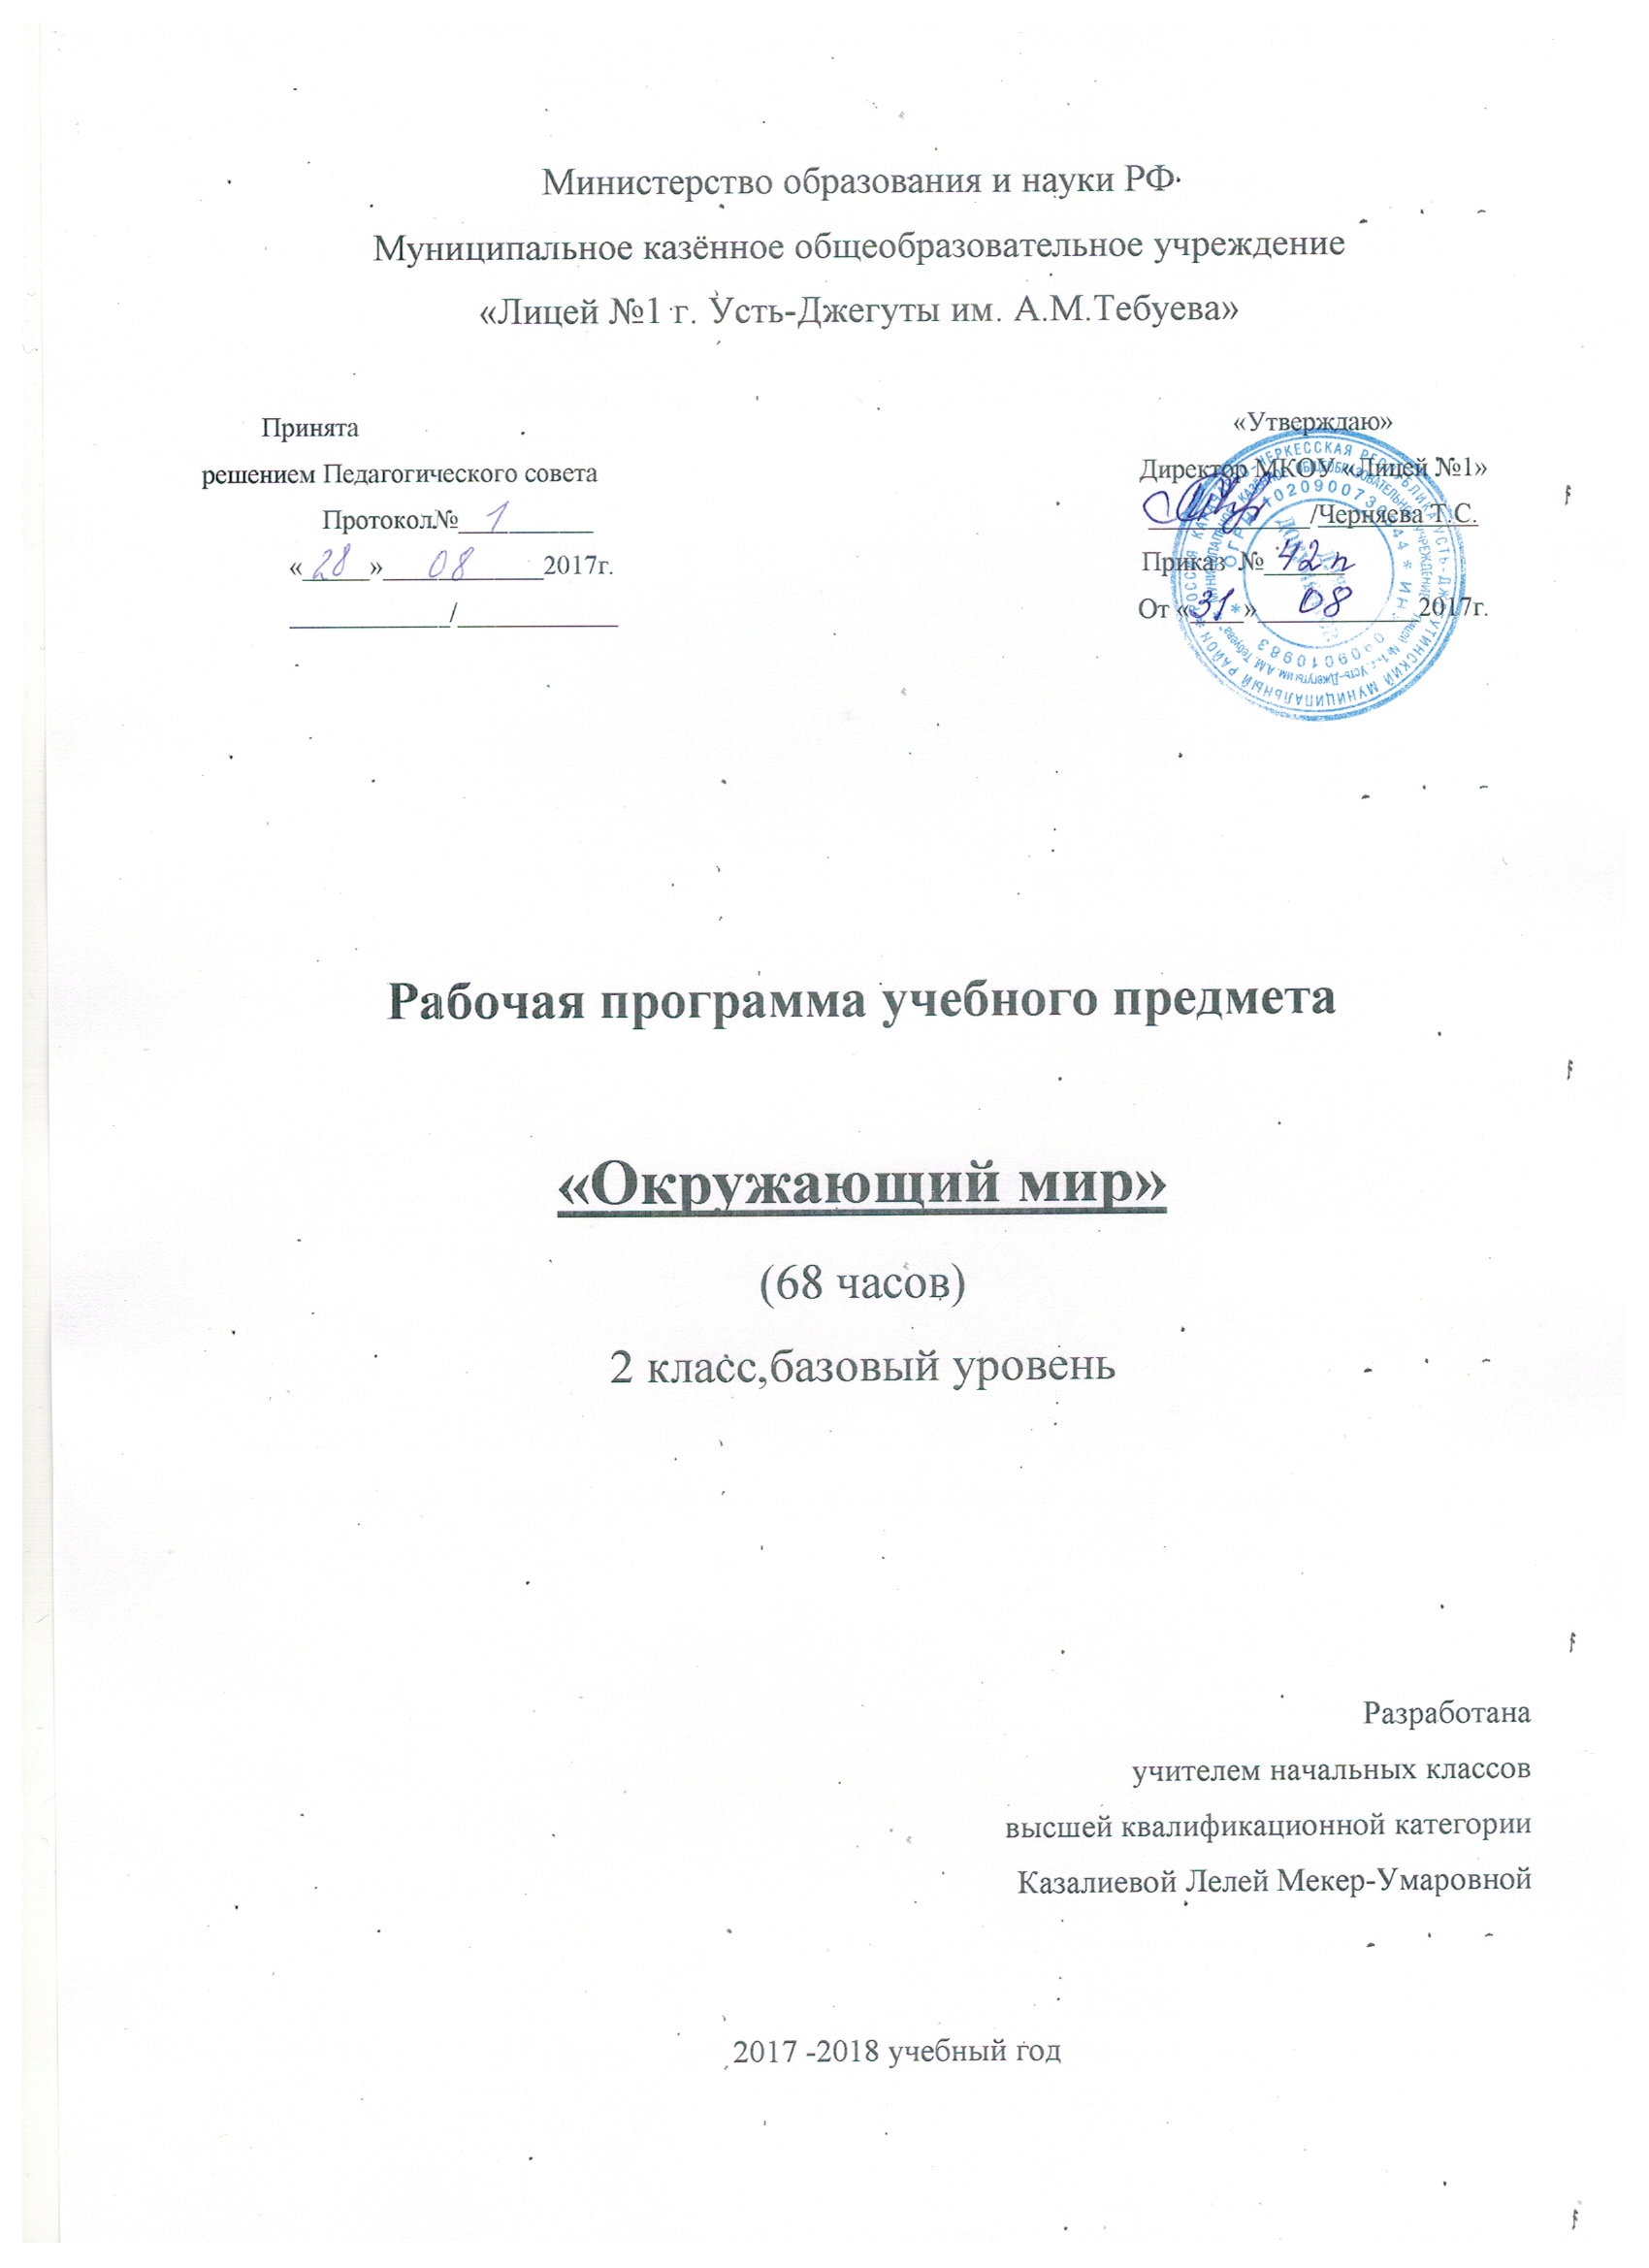 Министерство образования и науки РФ
Муниципальное казённое общеобразовательное учреждение
«Лицей №1 г. Усть-Джегуты им. А.М.Тебуева»
Принята
решением Педагогического совета
Протокол№ 1
«28» 08 2017г.
/
«Утверждаю»
Директор МКОУ «Лицей №1»
/Черняева Т.С.
Приказ №42п
От «31» 08 2017г.
Рабочая программа учебного предмета
«Окружающий мир»
(68 часов)
2 класс,базовый уровень
Разработана
учителем начальных классов
высшей квалификационной категории
Казалиевой Лелей Мекер-Умаровной
2017 -2018 учебный год